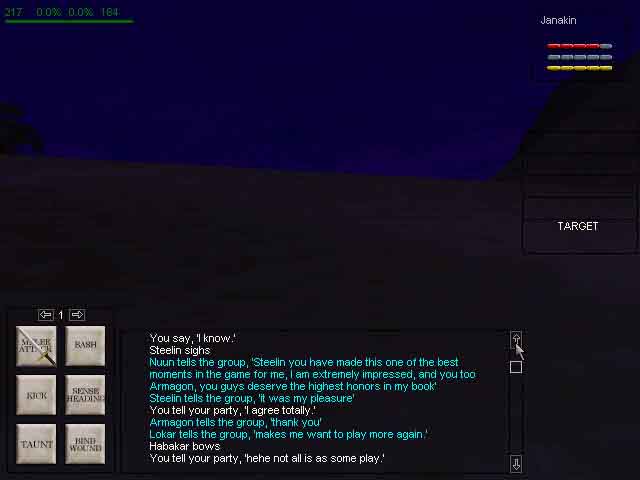 217 0.0% 0.0% 184
Janakin
TARGET
1
MELEE
ATTACK
BASH
KICK
SENSE
HEADING
TAUNT
BIND
WOUND
You say, 'I know.'
Steelin sighs
Nuun tells the group, 'Steelin you have made this one of the best
moments in the game for me, i am extremely impressed, and you too
Armagon, you guys deserve the highest honors in my book'
Steelin tells the group, 'it was my pleasure'
You tell your party, 'I agree totally.'
Armagon tells the group, 'thank you'
Lokar tells the group, 'makes me want to play more again.'
Habakar bows
You tell your party, 'hehe not all is as some play.'